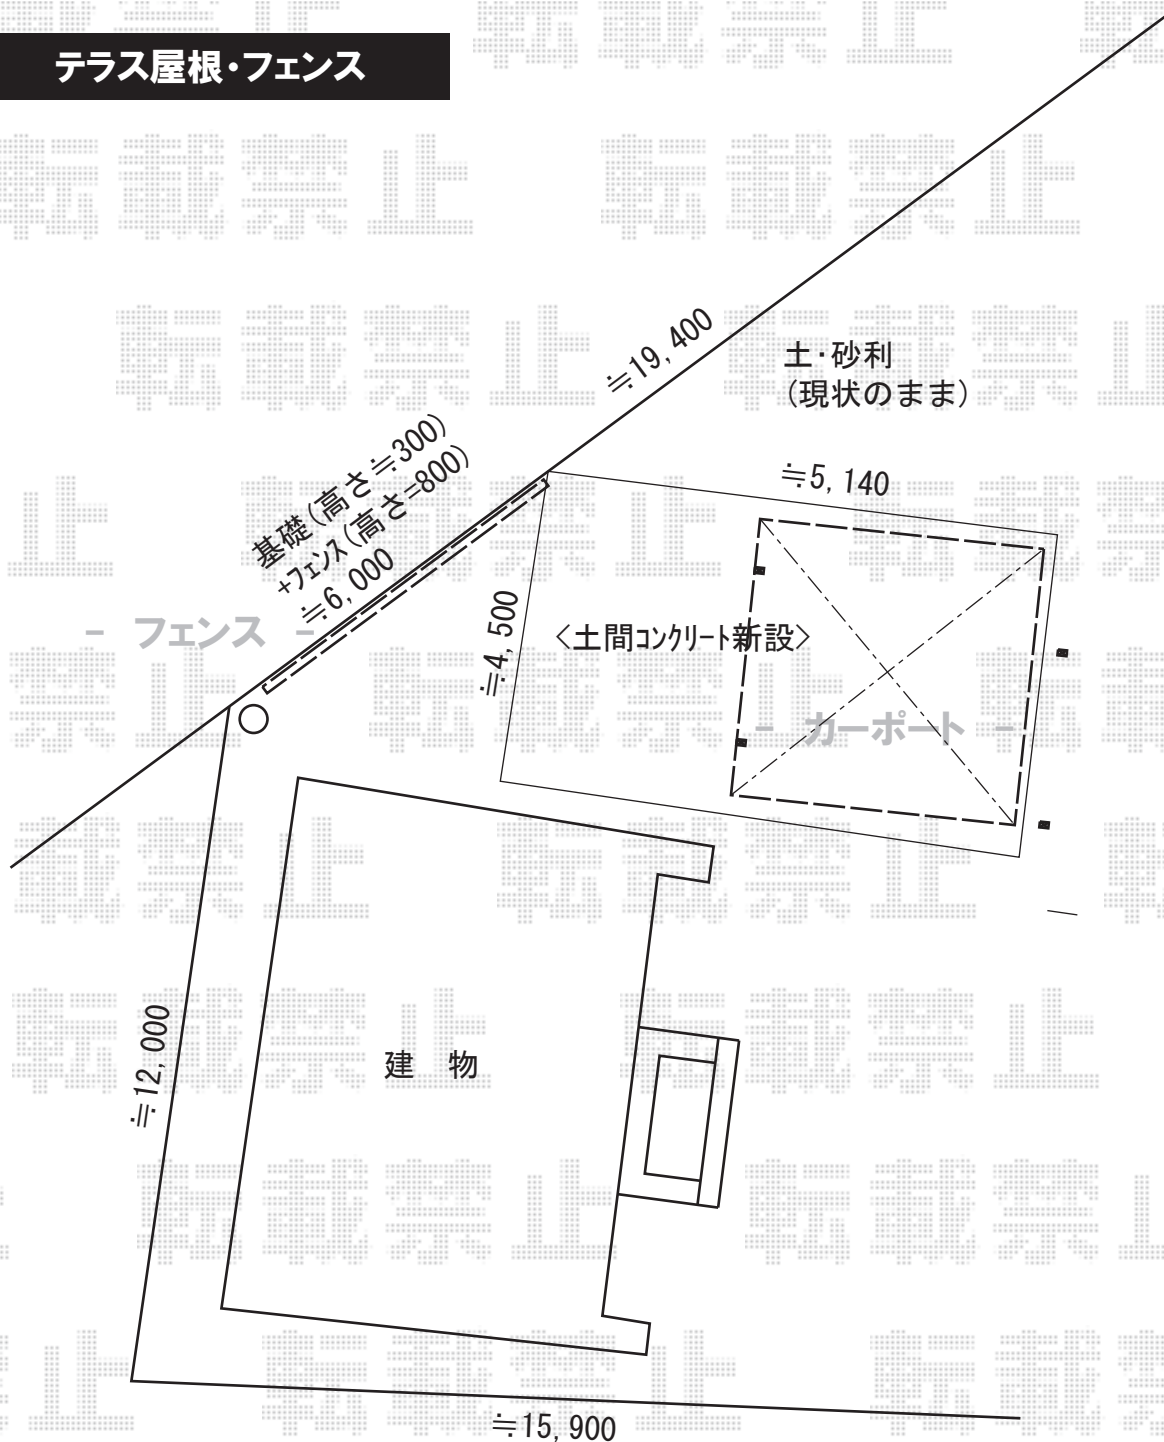 テラス屋根・フェンス
転載禁止
≒19,400
土・砂利
(現状のまま)
基礎(高さ≒300)
+フェンス(高さ=800)
≒6,000
≒5,140
- フェンス -
≒4,500
<土間コンクリート新設>
- カーポート -
≒12,000
建 物
≒15,900